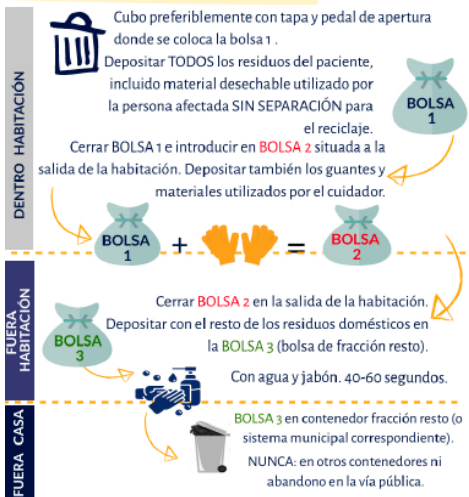 DENTRO HABITACIÓN
Cubo preferiblemente con tapa y pedal de apertura
donde se coloca la bolsa 1 .
Depositar TODOS los residuos del paciente,
incluido material desechable utilizado por
la persona afectada SIN SEPARACIÓN para
el reciclaje.
BOLSA
1
Cerrar BOLSA 1 e introducir en BOLSA 2 situada a la
salida de la habitación. Depositar también los guantes y
materiales utilizados por el cuidador.
BOLSA
1
+
=
BOLSA
2
FUERA
HABITACIÓN
Cerrar BOLSA 2 en la salida de la habitación.
Depositar con el resto de los residuos domésticos en
la BOLSA 3 (bolsa de fracción resto).
BOLSA
3
Con agua y jabón. 40-60 segundos.
FUERA CASA
BOLSA 3 en contenedor fracción resto (o
sistema municipal correspondiente).
NUNCA: en otros contenedores ni
abandono en la vía pública.